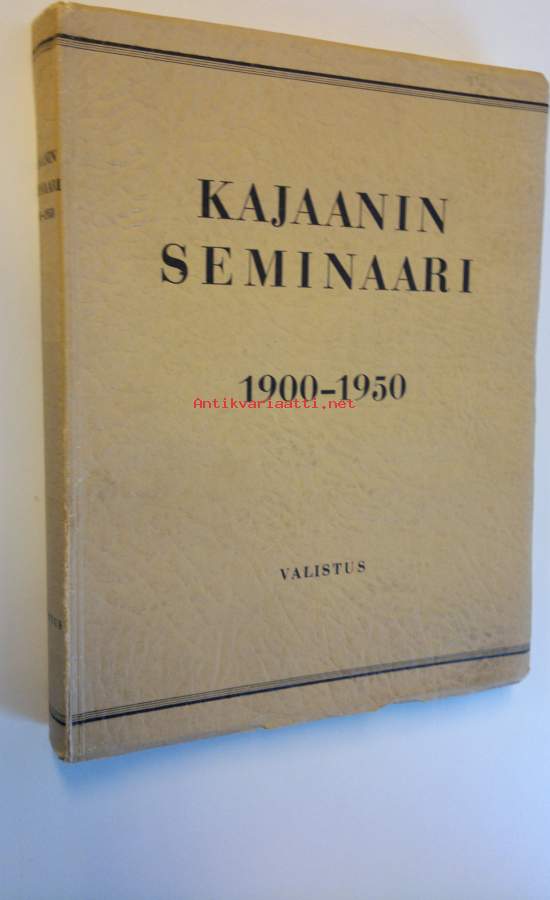 KAJAANIN
SEMINAARI
1900–1950
Antikvariaatti.net
VALISTUS